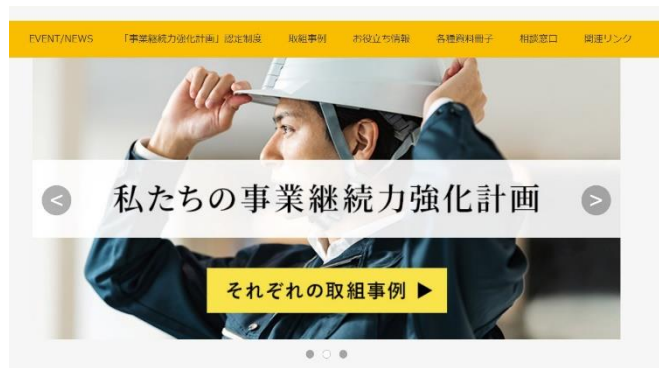 EVENT/NEWS 「事業継続力強化計画」認定制度 取組事例 お役立ち情報 各種資料冊子 相談窓口 関連リンク
私たちの事業継続力強化計画
それぞれの取組事例 ▶